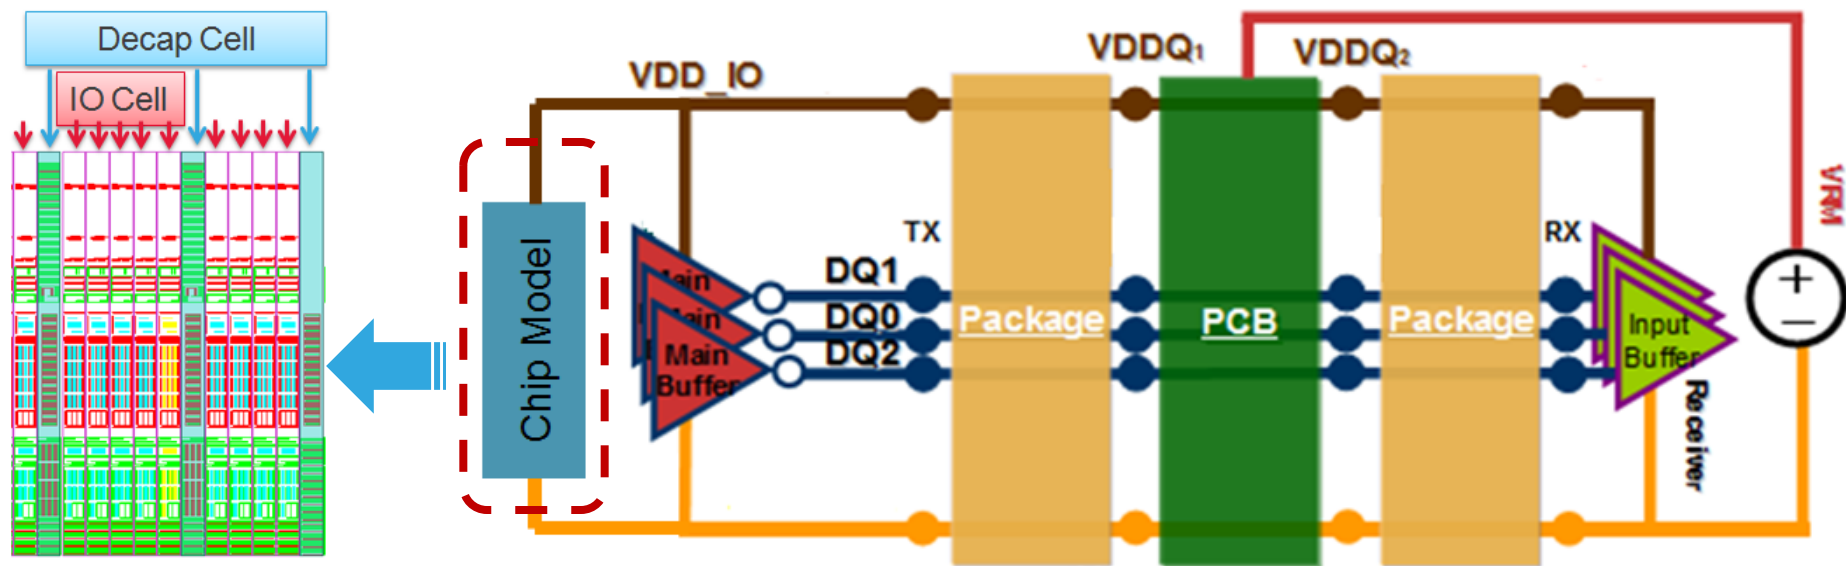 Decap Cell
IO Cell
VDD_IO
VDDQ1
VDDQ2
VRM
Chip Model
TX
RX
DQ1
DQ0
DQ2
Main
Main
Main
Buffer
Package
PCB
Package
Input
Buffer
Receiver
+
−